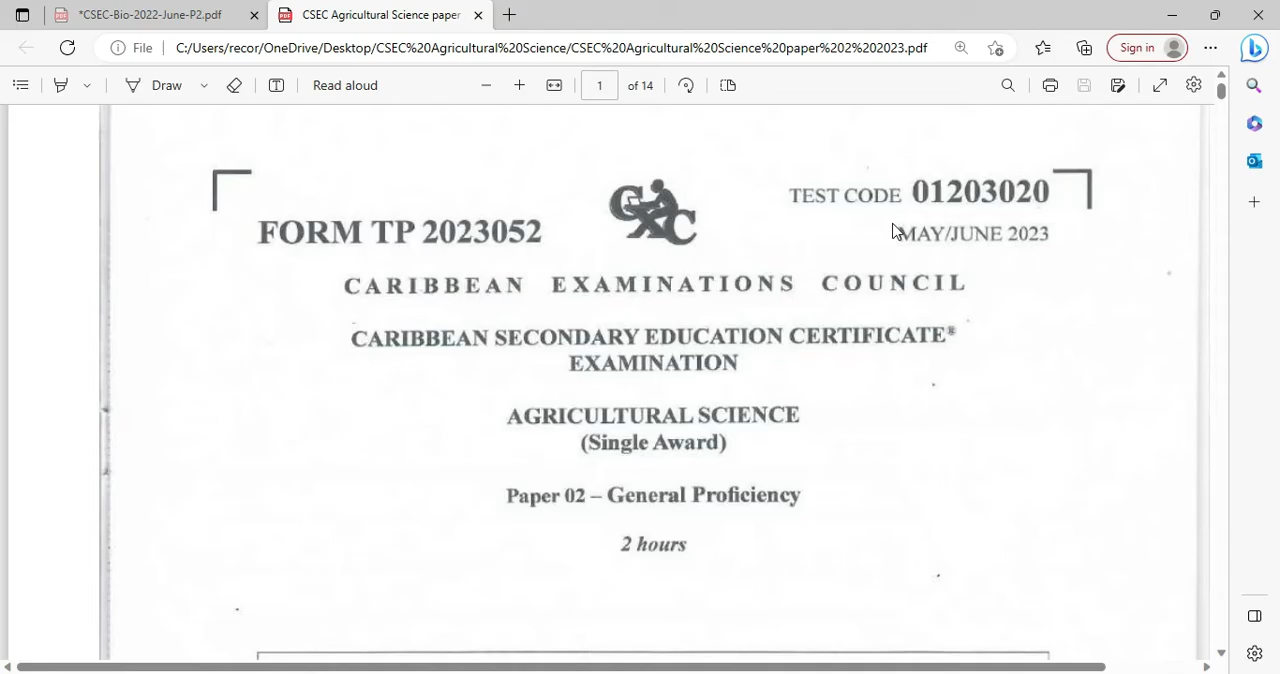 *CSEC-Bio-2022-June-P2.pdf
CSEC Agricultural Science paper
File
C:/Users/recor/OneDrive/Desktop/CSEC%20Agricultural%20Science/CSEC%20Agricultural%20Science%20paper%202%202023.pdf
Sign in
Draw
Read aloud
1 of 14
TEST CODE 01203020
FORM TP 2023052
CXC
MAY/JUNE 2023
CARIBBEAN EXAMINATIONS COUNCIL
CARIBBEAN SECONDARY EDUCATION CERTIFICATE®
EXAMINATION
AGRICULTURAL SCIENCE
(Single Award)
Paper 02 – General Proficiency
2 hours